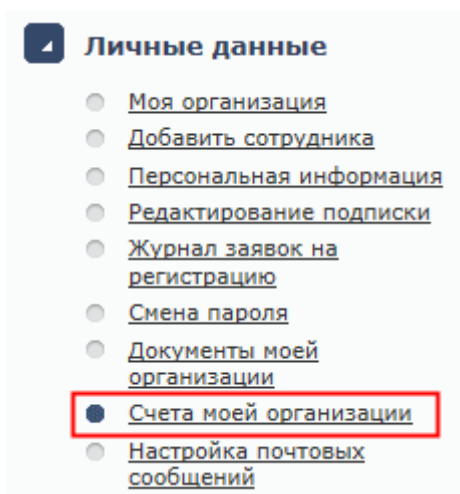 Личные данные
Моя организация
Добавить сотрудника
Персональная информация
Редактирование подписки
Журнал заявок на
регистрацию
Смена пароля
Документы моей
организации
Счета моей организации
Настройка почтовых
сообщений